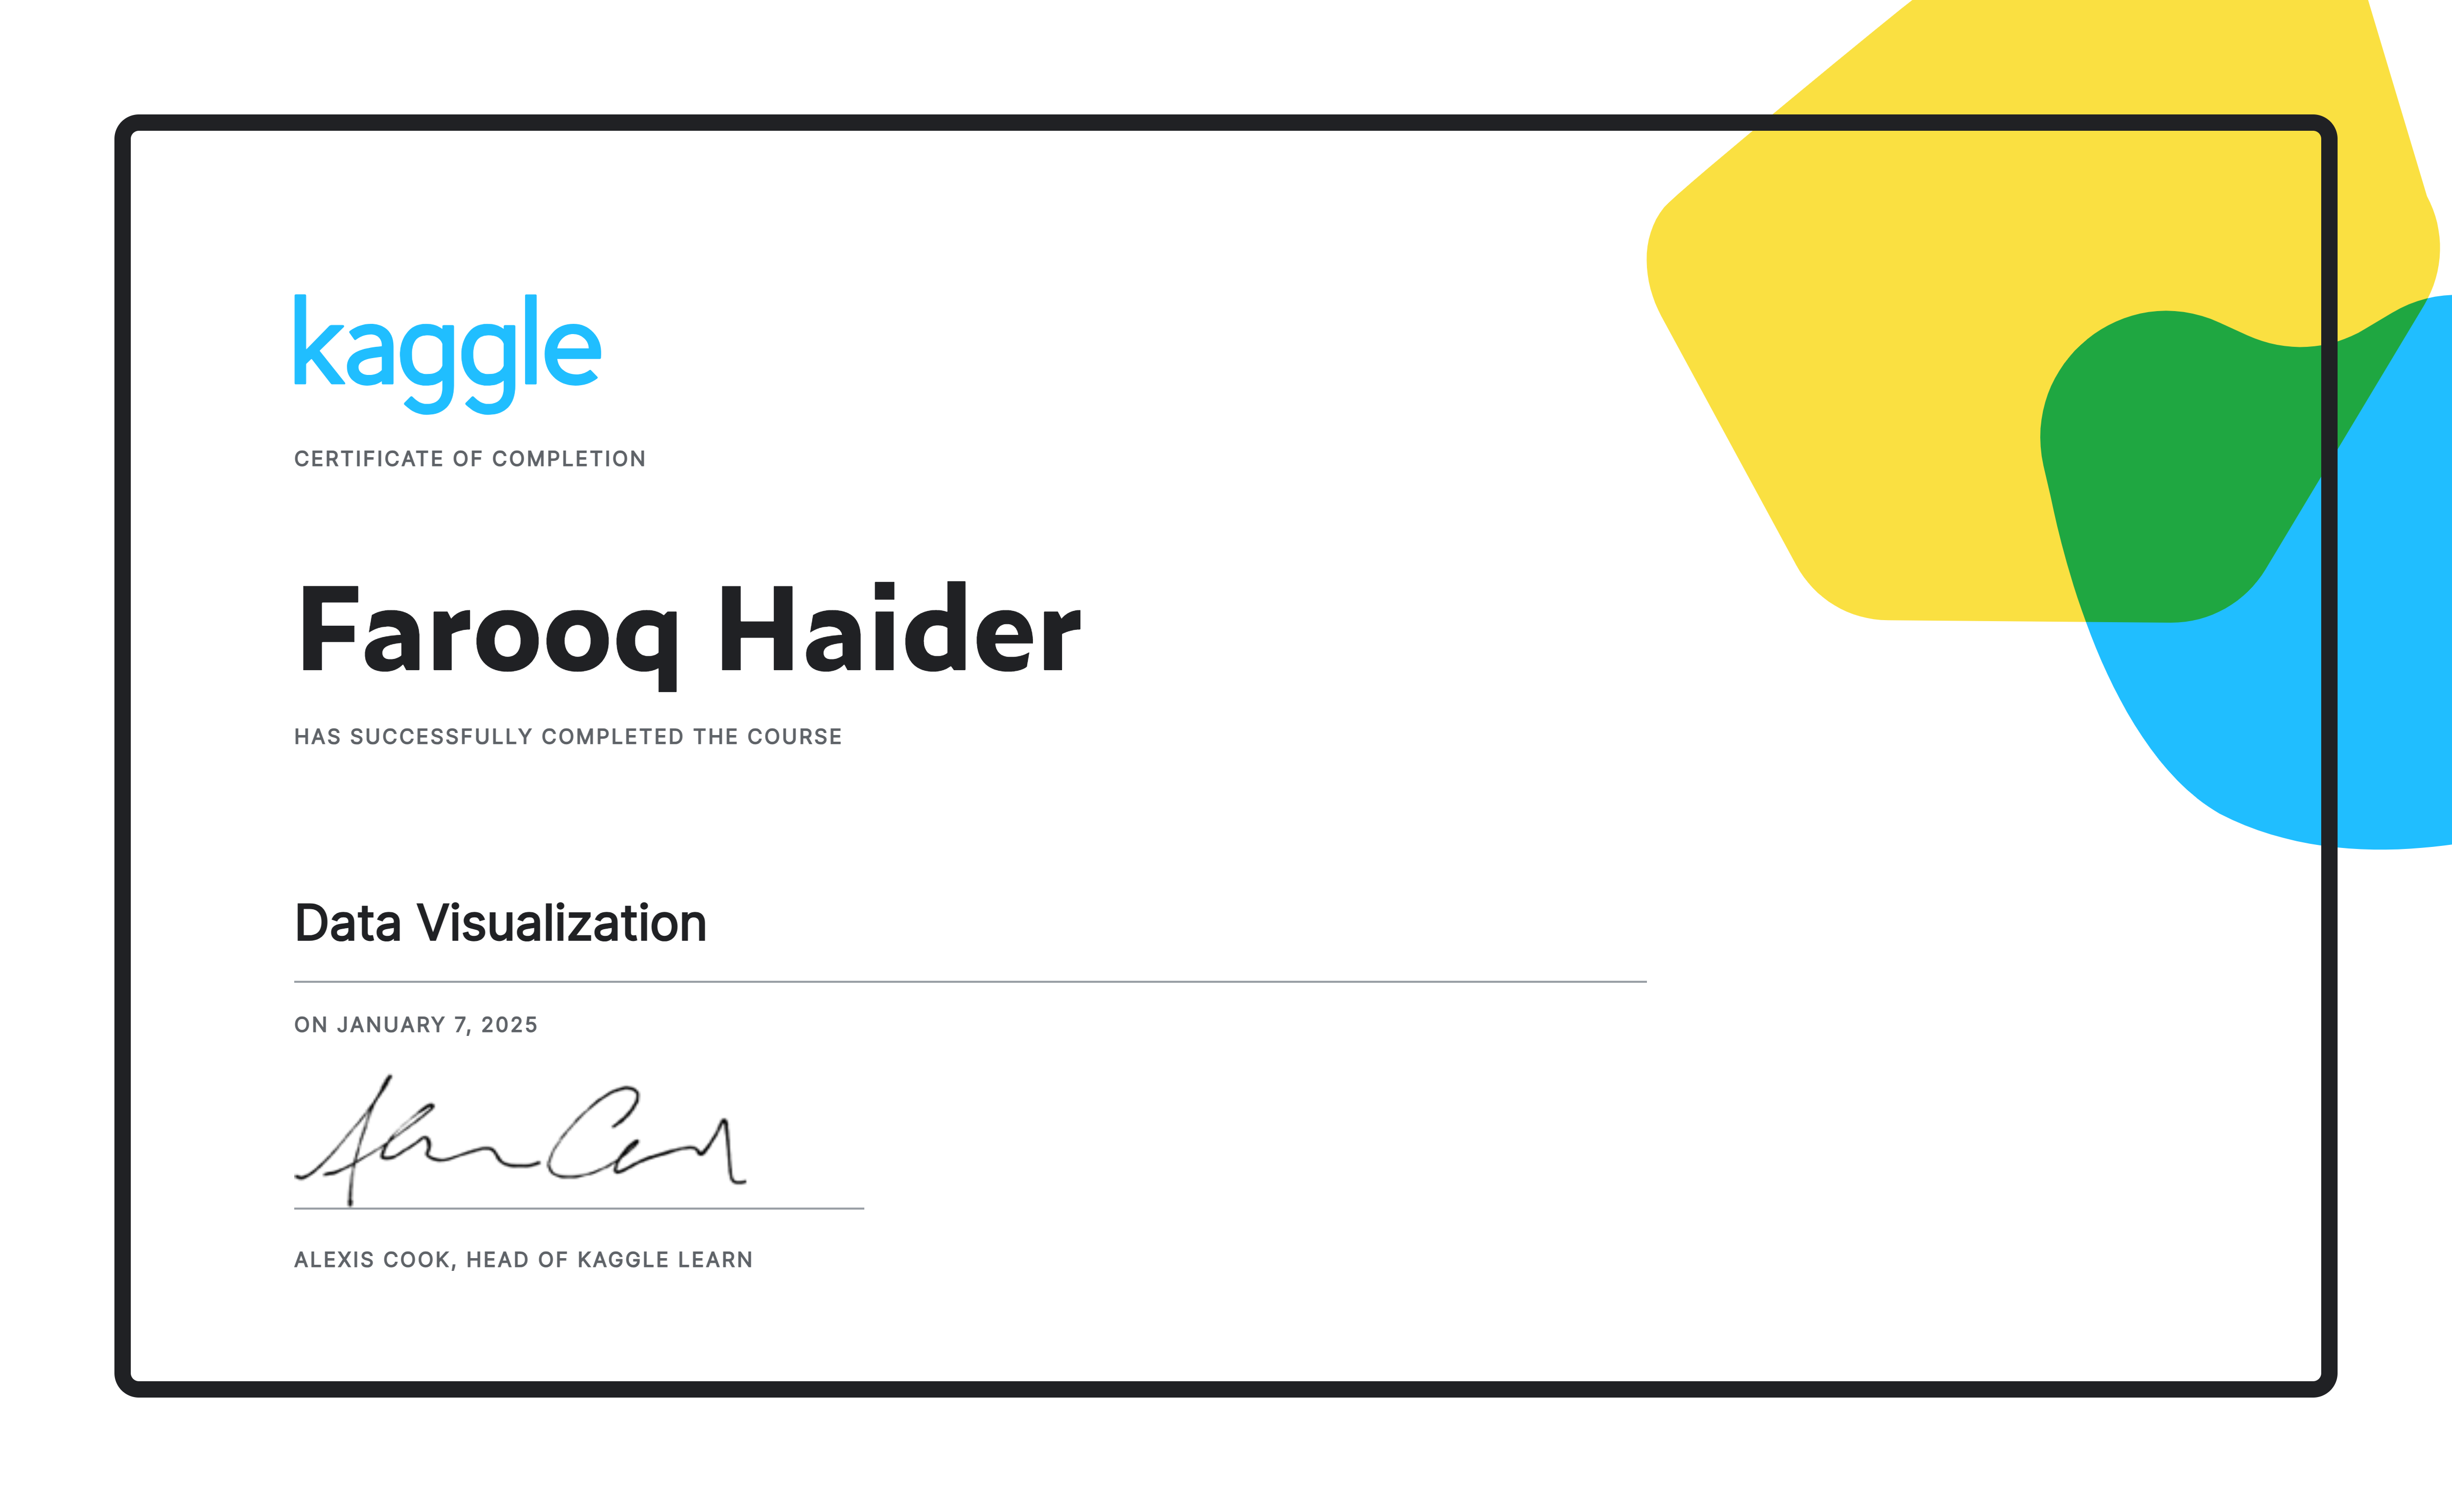 kaggle
CERTIFICATE OF COMPLETION
Farooq Haider
HAS SUCCESSFULLY COMPLETED THE COURSE
Data Visualization
ON JANUARY 7, 2025
ALEXIS COOK, HEAD OF KAGGLE LEARN